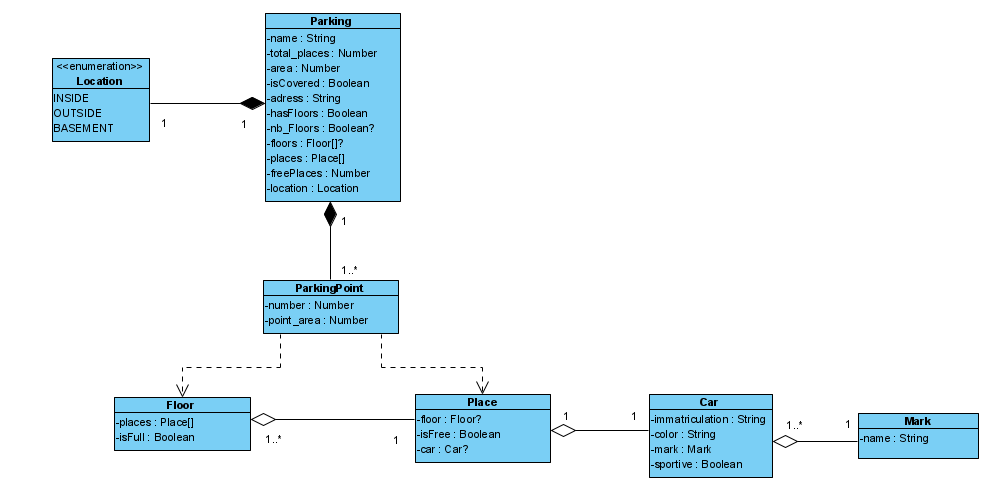 Parking
-name : String
-total_places : Number
-area : Number
-isCovered : Boolean
-adress : String
-hasFloors : Boolean
-nb_Floors : Boolean?
-floors : Floor[]?
-places : Place[]
-freePlaces : Number
-location : Location
<<enumeration>>
Location
INSIDE
OUTSIDE
BASEMENT
1
1
1
1..*
ParkingPoint
-number : Number
-point_area : Number
Floor
-places : Place[]
-isFull : Boolean
1..*
1
Place
-floor : Floor?
-isFree : Boolean
-car : Car?
1
1
Car
-immatriculation : String
-color : String
-mark : Mark
-sportive : Boolean
1..*
1
Mark
-name : String